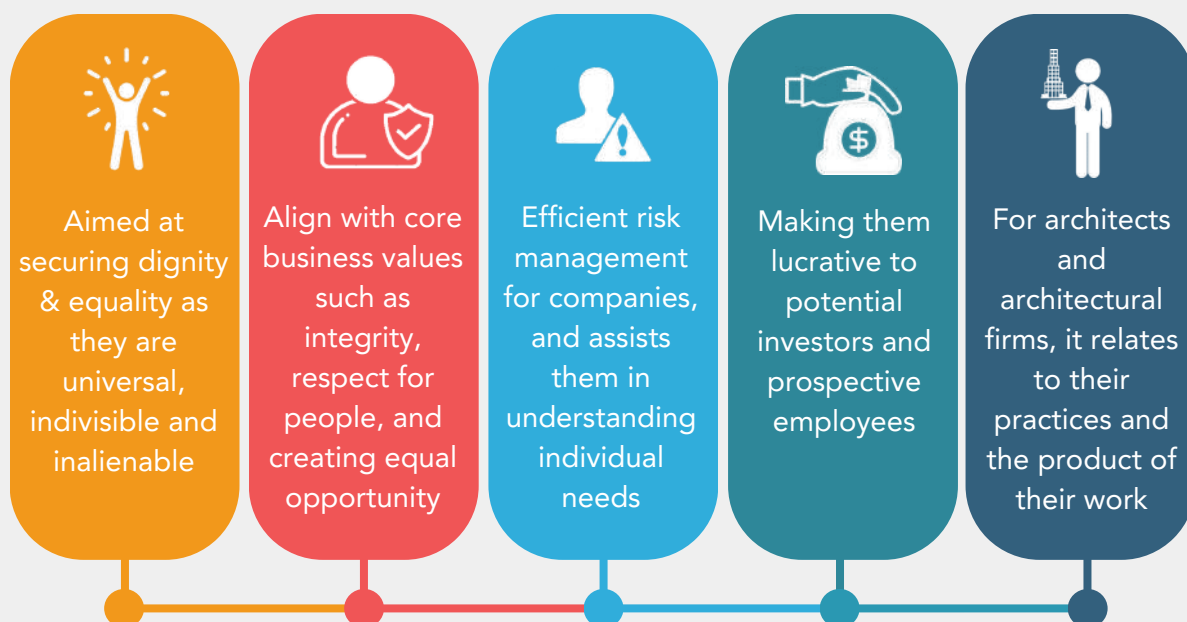 Aimed at
securing dignity
& equality as
they are
universal,
indivisible and
inalienable
Align with core
business values
such as
integrity,
respect for
people, and
creating equal
opportunity
Efficient risk
management
for companies,
and assists
them in
understanding
individual
needs
Making them
lucrative to
potential
investors and
prospective
employees
For architects
and
architectural
firms, it relates
to their
practices and
the product of
their work